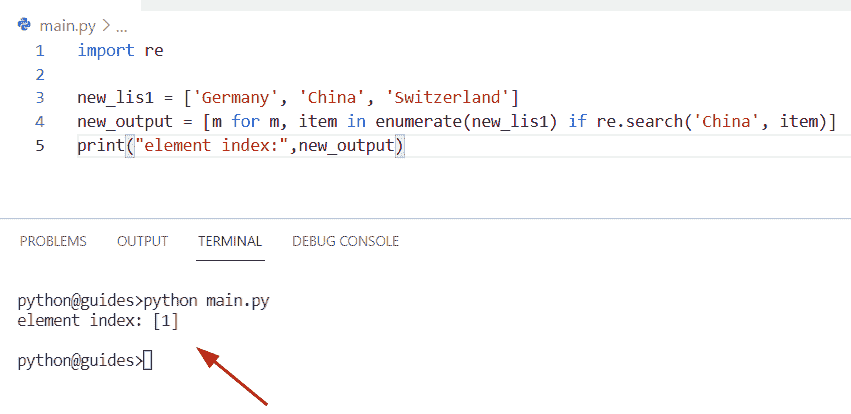 main.py > ...
1 import re
2
3 new_lis1 = ['Germany', 'China', 'Switzerland']
4 new_output = [m for m, item in enumerate(new_lis1) if re.search('China', item)]
5 print("element index:",new_output)
PROBLEMS OUTPUT TERMINAL DEBUG CONSOLE
python@guides>python main.py
element index: [1]
python@guides>